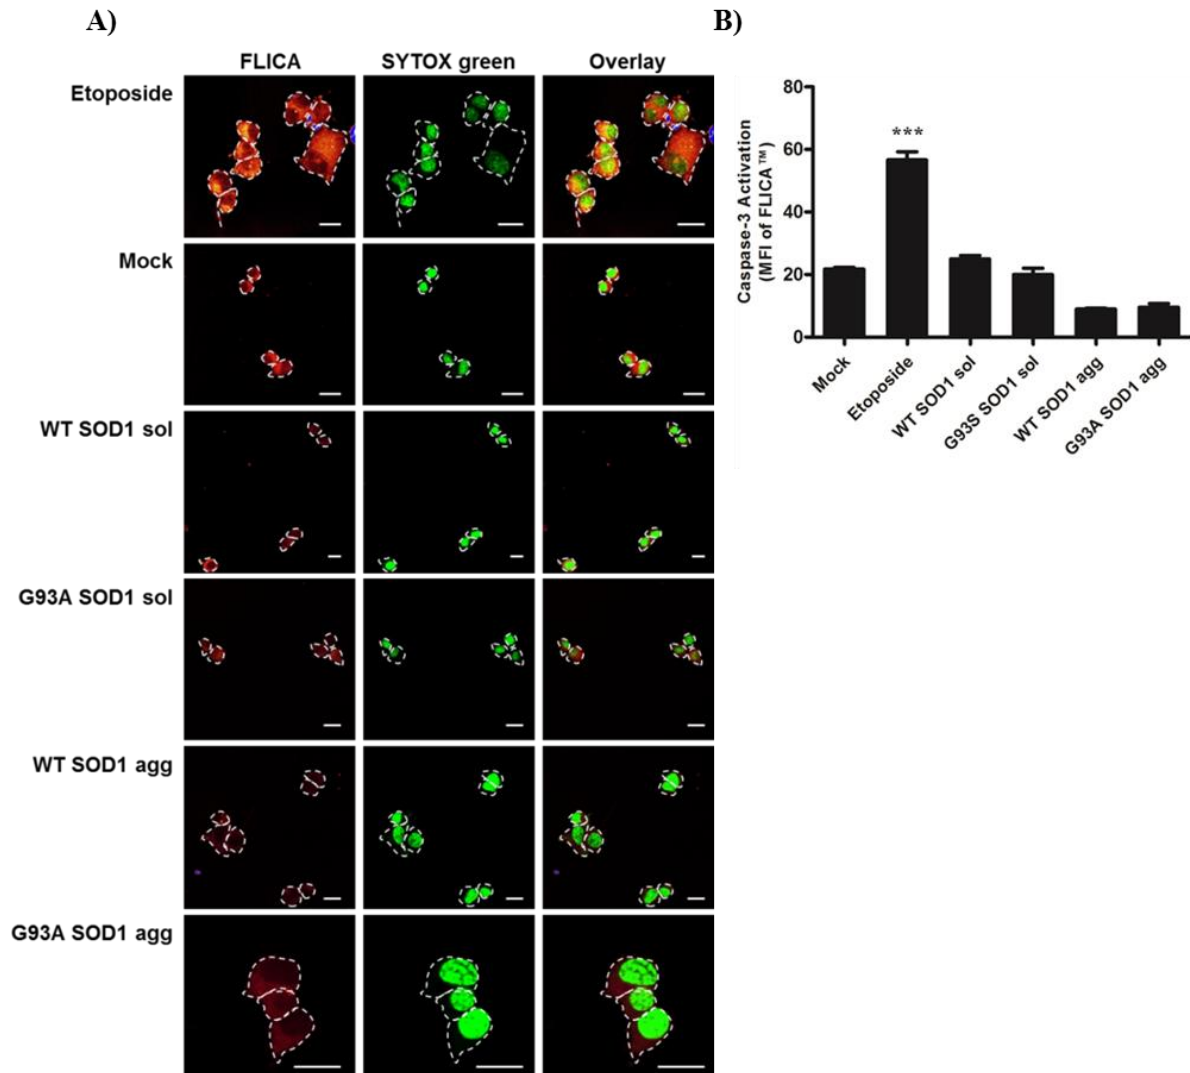 A)
B)
FLICA
SYTOX green
Overlay
Etoposide
Mock
WT SOD1 sol
G93A SOD1 sol
WT SOD1 agg
G93A SOD1 agg
80
60
40
20
0
Caspase-3 Activation
(MFI of FLICA™)
***
Mock
Etoposide
WT SOD1 sol
G93S SOD1 sol
WT SOD1 agg
G93A SOD1 agg